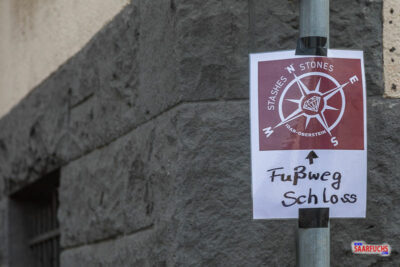 STASHES N STONES
E
S
W
IDAR-OBERSTEIN
Fußweg
Schloss
SAARFUCHS